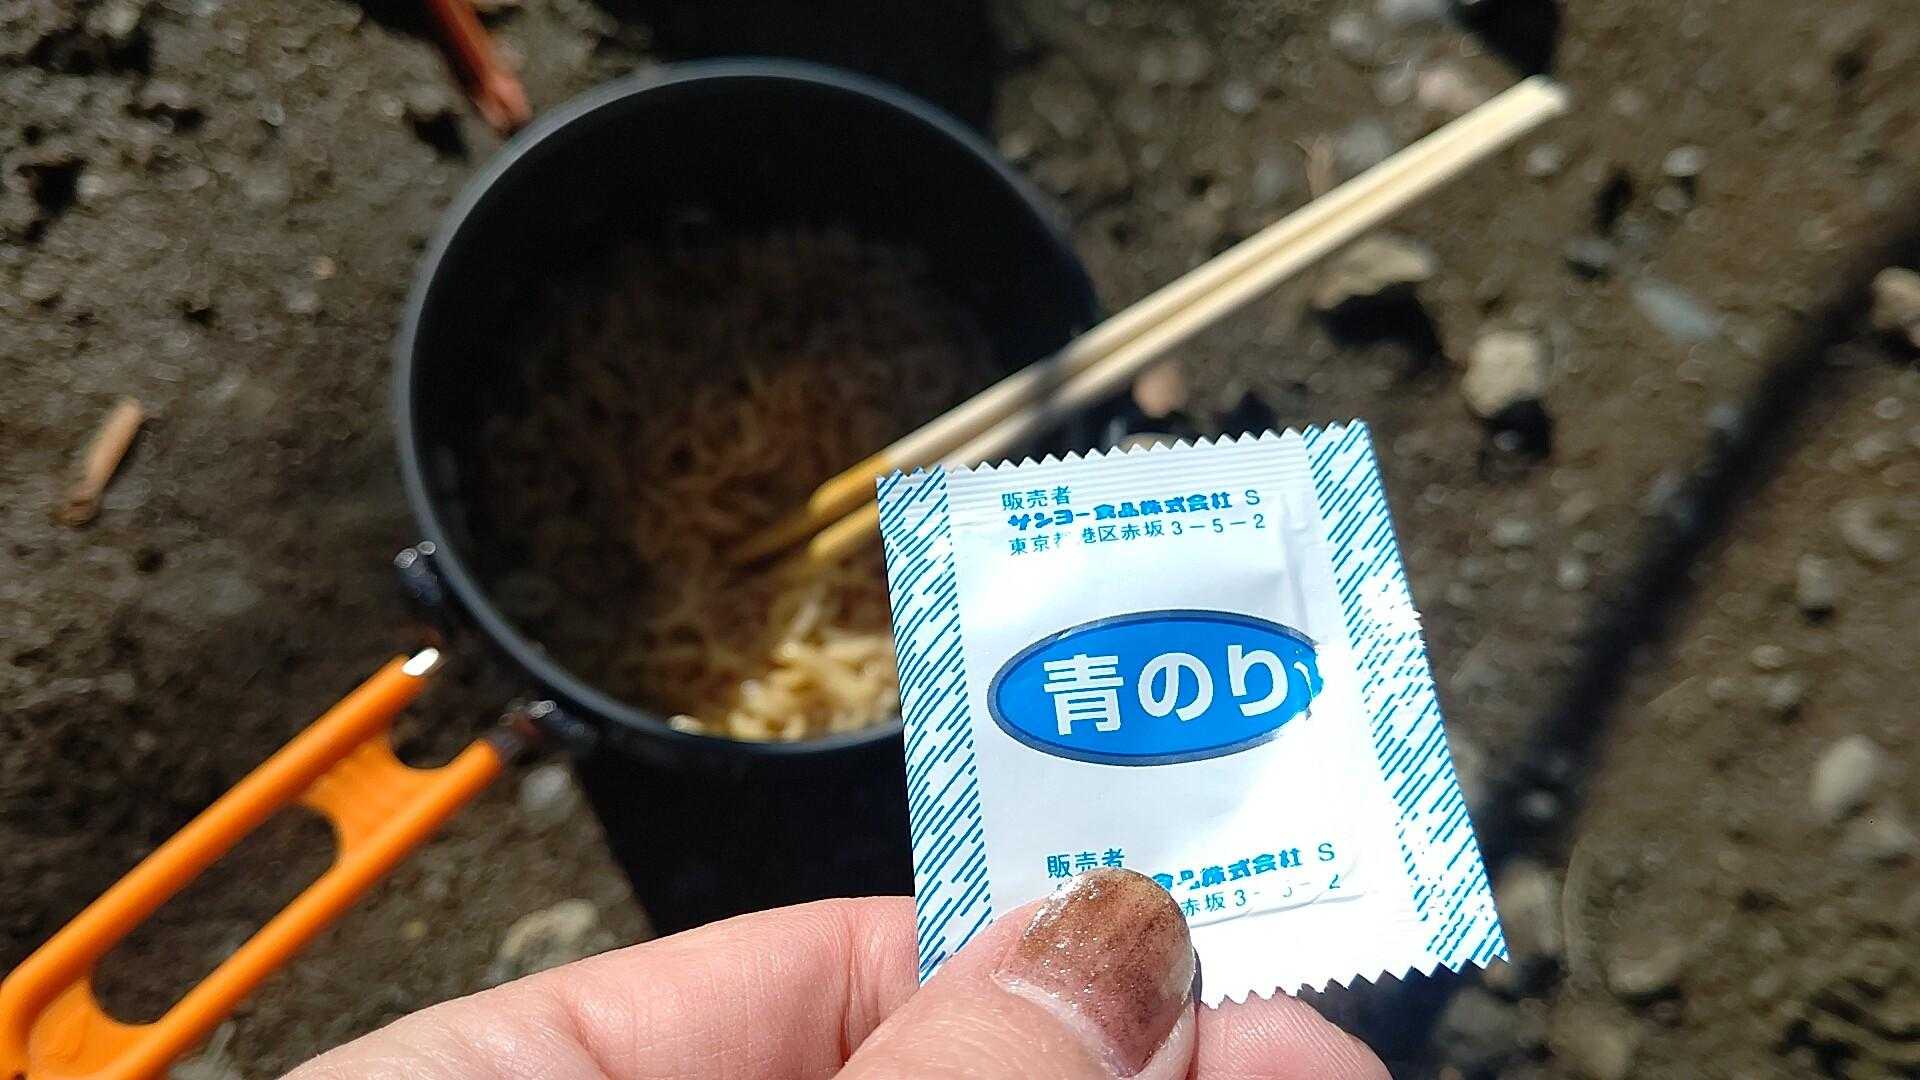 販売者
サンヨー食品株式会社 S
東京都港区赤坂3-5-2
青のり
販売者
食品株式会社 S
赤坂3-5-2